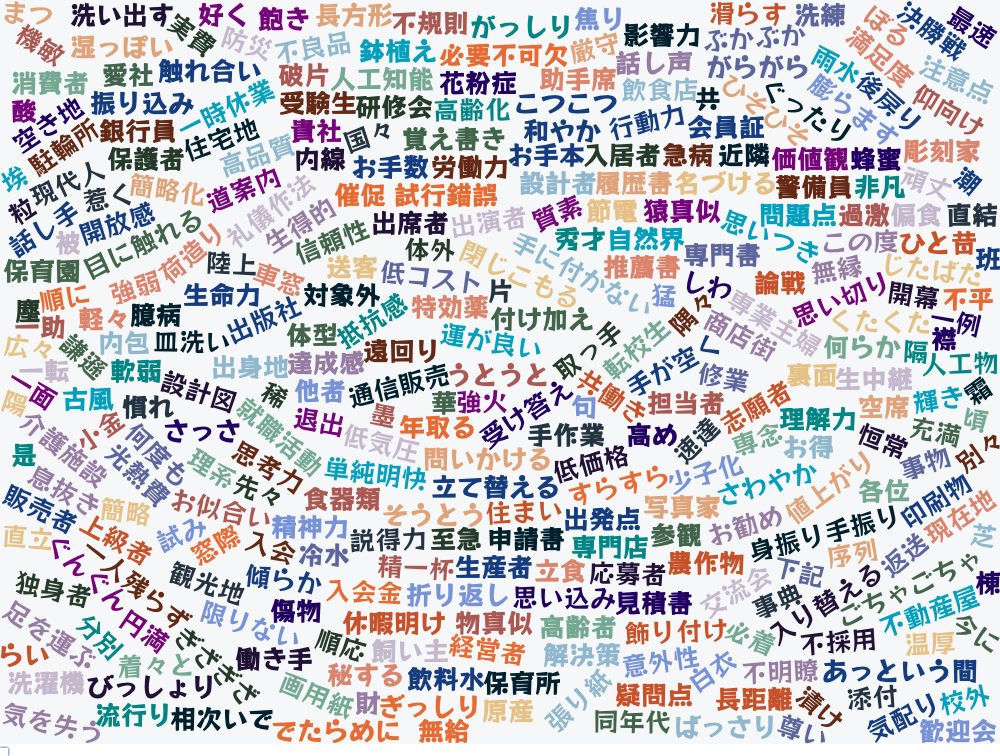 まつ
洗い出す
好く
飽き
長方形
不規則
がっしり
焦り
影響力
滑らす
洗練
ぼる
決勝戦
最速
機敏
湿っぽい
実費
防災
不良品
鉢植え
必要不可欠
厳守
話し声
ぶかぶか
満足度
注意点
消費者
愛社
触れ合い
破片
人工知能
花粉症
助手席
飲食店
がらがら
雨水
後戻り
仰向け
酸
振り込み
一時休業
受験生
研修会
高齢化
こつこつ
共
ひそひそ
ぐったり
膨らます
空き地
駐輪所
銀行員
住宅地
貴社
国々
覚え書き
和やか
行動力
会員証
保護者
高品質
内線
お手数
労働力
お手本
入居者
急病
近隣
価値観
蜂蜜
彫刻家
埃
粒
現代人
惹く
簡略化
道案内
催促
試行錯誤
設計者
履歴書
名づける
警備員
非凡
頑丈
潮
話し手
被
開放感
目に触れる
礼儀作法
生得的
信頼性
出席者
出演者
質素
節電
猿真似
思いつき
問題点
過激
偏食
直結
保育園
強弱
荷造り
陸上
車窓
送客
体外
低コスト
閉じこもる
手に付かない
秀才
自然界
推薦書
専門書
この度
ひと昔
班
塵
順に
生命力
対象外
特効薬
片
猛
しわ
論戦
無縁
じたばた
一助
軽々
臆病
出版社
体型
抵抗感
付け加え
隅々
専業主婦
思い切り
開幕
不平
広々
謙遜
内包
皿洗い
運が良い
取っ手
転校生
商店街
くたくた
一例
襟
一転
軟弱
出身地
達成感
遠回り
手が空く
何らか
隔
人工物
一面
古風
慣れ
設計図
稀
他者
通信販売
うとうと
共働き
修業
裏面
生中継
霜
陽
介護施設
小金
何度も
さっさ
就職活動
退出
墨
華
強火
受け答え
句
担当者
志願者
理解力
空席
輝き
頃
是
光熱費
理系
思考力
低気圧
年取る
手作業
高め
速達
専念
お得
恒常
充満
息抜き
先々
単純明快
問いかける
低価格
すらすら
少子化
さわやか
値上がり
事物
別々
販売者
簡略
お似合い
食器類
立て替える
そうとう
住まい
出発点
写真家
各位
印刷物
直立
上級者
試み
窓際
精神力
説得力
至急
申請書
専門店
参観
お勧め
身振り手振り
返送
現在地
芝
ぐんぐん
一人残らず
入会
冷水
精一杯
生産者
立食
応募者
農作物
下記
序列
独身者
円満
観光地
傾らか
入会金
折り返し
思い込み
見積書
交流会
事典
入り替える
ごちゃごちゃ
棟
足を運ぶ
分別
ぎざぎざ
限りない
傷物
休暇明け
物真似
高齢者
飾り付け
必着
不採用
不動産屋
温厚
今に
らい
着々と
働き手
順応
飼い主
経営者
解決策
意外性
白衣
不明瞭
あっという間
洗濯機
びっしょり
画用紙
秘する
飲料水
保育所
張り紙
疑問点
長距離
漬け
添付
校外
気を失う
流行り
相次いで
でたらめに
財
ぎっしり
無給
原産
同年代
ばっさり
尊い
気配り
歓迎会